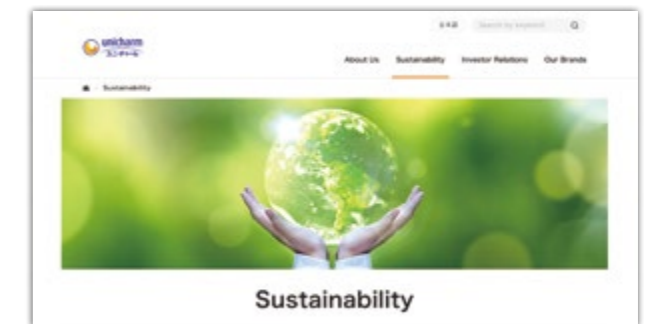 日本語 Search by keyword
unicharm
ユニ・チャーム
About Us Sustainability Investor Relations Our Brands
Sustainability
Sustainability